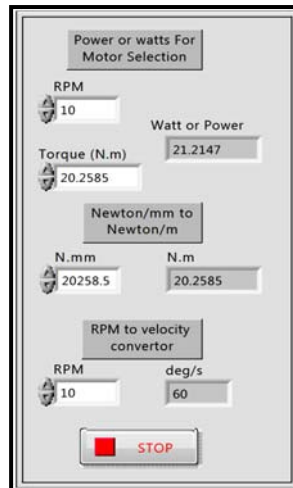 Power or watts For
Motor Selection
RPM
10
Watt or Power
21.2147
Torque (N.m)
20.2585
Newton/mm to
Newton/m
N.mm
N.m
20258.5
20.2585
RPM to velocity
convertor
RPM
deg/s
10
60
STOP